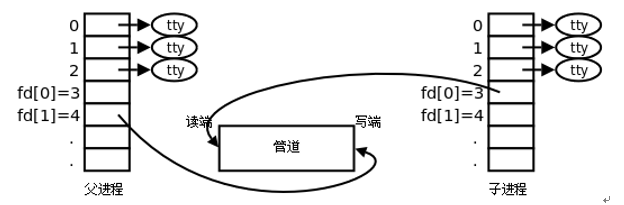 0 tty
1 tty
2 tty
fd[0]=3
fd[1]=4
.
.
父进程
读端
写端
管道
0 tty
1 tty
2 tty
fd[0]=3
fd[1]=4
.
.
子进程